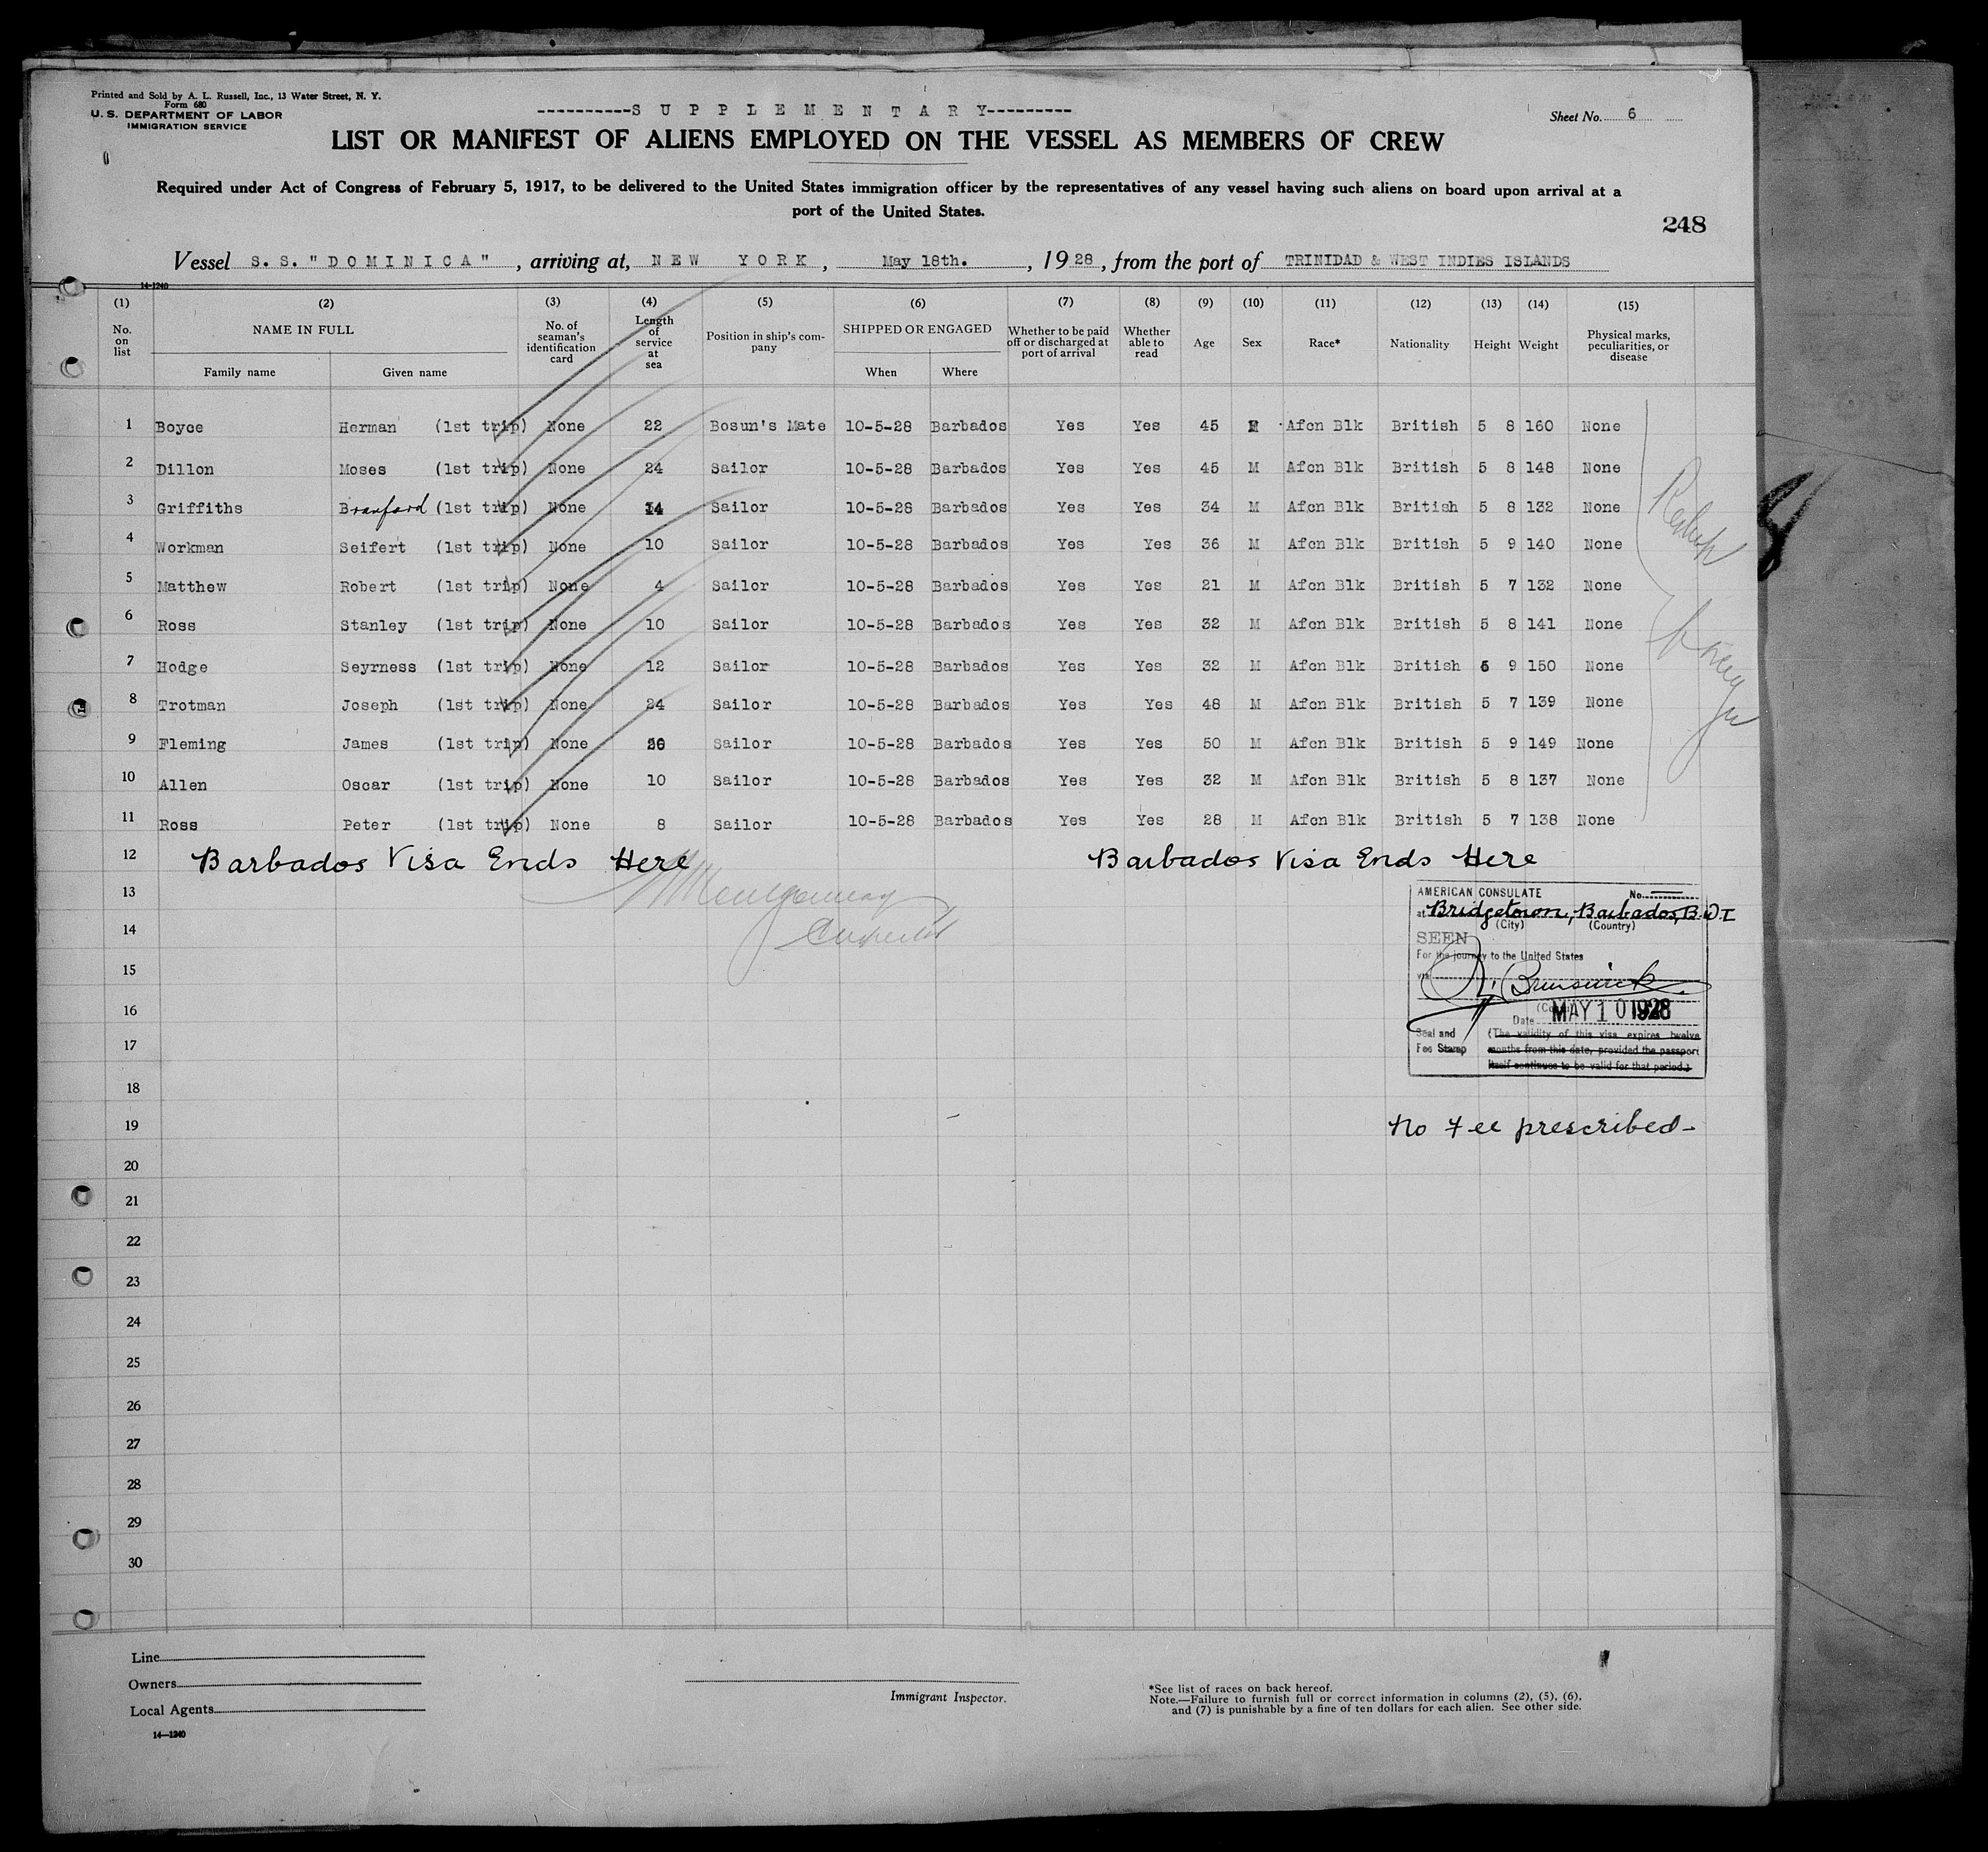 Printed and Sold by A. L. Russell, Inc., 13 Water Street, N. Y.
Form 680
U. S. DEPARTMENT OF LABOR
IMMIGRATION SERVICE
----------S U P P L E M E N T A R Y---------
Sheet No. 6
LIST OR MANIFEST OF ALIENS EMPLOYED ON THE VESSEL AS MEMBERS OF CREW
Required under Act of Congress of February 5, 1917, to be delivered to the United States immigration officer by the representatives of any vessel having such aliens on board upon arrival at a
port of the United States.
248
Vessel S. S. "D O M I N I C A", arriving at, N E W Y O R K, May 18th., 1928, from the port of TRINIDAD & WEST INDIES ISLANDS
14-1240
(1) (2) (3) (4) (5) (6) (7) (8) (9) (10) (11) (12) (13) (14) (15)
No. on list NAME IN FULL Family name Given name No. of seaman's identification card Length of service at sea Position in ship's company SHIPPED OR ENGAGED When Where Whether to be paid off or discharged at port of arrival Whether able to read Age Sex Race* Nationality Height Weight Physical marks, peculiarities, or disease
1 Boyce Herman (1st trip) None 22 Bosun's Mate 10-5-28 Barbados Yes Yes 45 M Afcn Blk British 5 8 160 None
2 Dillon Moses (1st trip) None 24 Sailor 10-5-28 Barbados Yes Yes 45 M Afcn Blk British 5 8 148 None
3 Griffiths Branford (1st trip) None 14 Sailor 10-5-28 Barbados Yes Yes 34 M Afcn Blk British 5 8 132 None
4 Workman Seifert (1st trip) None 10 Sailor 10-5-28 Barbados Yes Yes 36 M Afcn Blk British 5 9 140 None
5 Matthew Robert (1st trip) None 4 Sailor 10-5-28 Barbados Yes Yes 21 M Afcn Blk British 5 7 132 None
6 Ross Stanley (1st trip) None 10 Sailor 10-5-28 Barbados Yes Yes 32 M Afcn Blk British 5 8 141 None
7 Hodge Seyrness (1st trip) None 12 Sailor 10-5-28 Barbados Yes Yes 32 M Afcn Blk British 5 9 150 None
8 Trotman Joseph (1st trip) None 24 Sailor 10-5-28 Barbados Yes Yes 48 M Afcn Blk British 5 7 139 None
9 Fleming James (1st trip) None 26 Sailor 10-5-28 Barbados Yes Yes 50 M Afcn Blk British 5 9 149 None
10 Allen Oscar (1st trip) None 10 Sailor 10-5-28 Barbados Yes Yes 32 M Afcn Blk British 5 8 137 None
11 Ross Peter (1st trip) None 8 Sailor 10-5-28 Barbados Yes Yes 28 M Afcn Blk British 5 7 138 None
12 Barbados Visa Ends Here Barbados Visa Ends Here
13 Montgomery
14
15
16
17
18
19
20
21
22
23
24
25
26
27
28
29
30
AMERICAN CONSULATE No.
at Bridgetown, Barbados, B.W.I
(City) (Country)
SEEN
For the journey to the United States
via
Brunswick
Date MAY 10 1928
Seal and Fee Stamp
(The validity of this visa expires twelve
months from this date, provided the passport
itself continues to be valid for that period.)
No Fee prescribed-
Line
Owners
Local Agents
14-1240
Immigrant Inspector.
*See list of races on back hereof.
Note.—Failure to furnish full or correct information in columns (2), (5), (6),
and (7) is punishable by a fine of ten dollars for each alien. See other side.